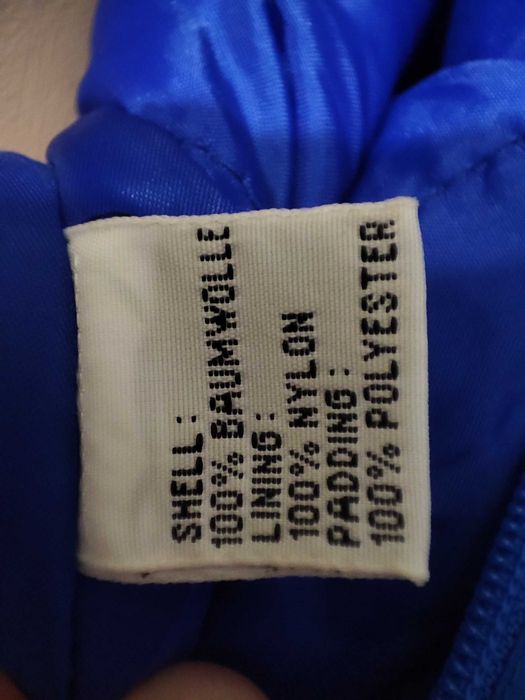 SHELL:
100% BAUMWOLLE
LINING:
100% NYLON
PADDING:
100% POLYESTER